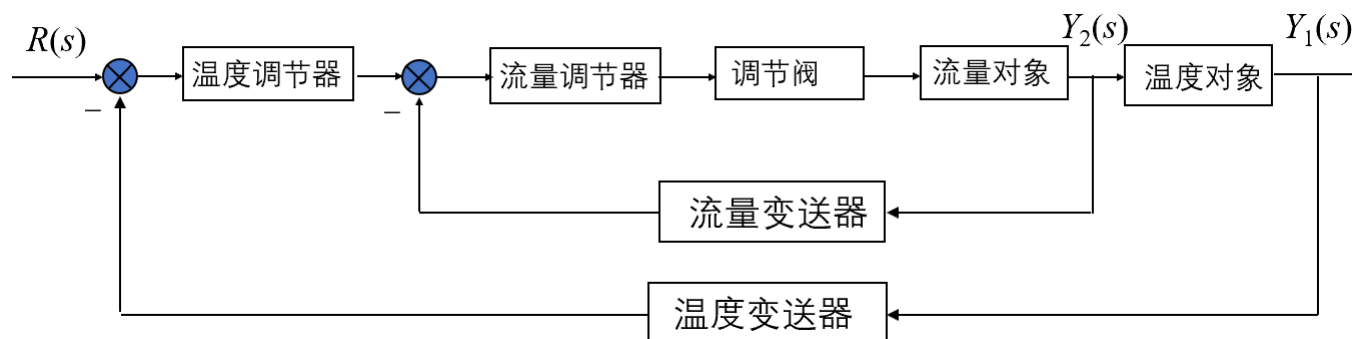 R(s)
Y₂(s)
Y₁(s)
温度调节器
流量调节器
调节阀
流量对象
温度对象
−
−
流量变送器
温度变送器